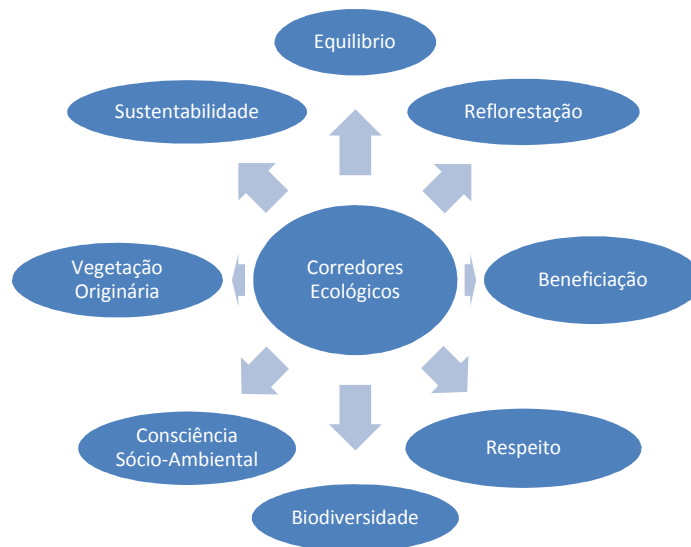 Equilibrio
Sustentabilidade
Reflorestação
Vegetação
Originária
Corredores
Ecológicos
Beneficiação
Consciência
Sócio-Ambiental
Respeito
Biodiversidade